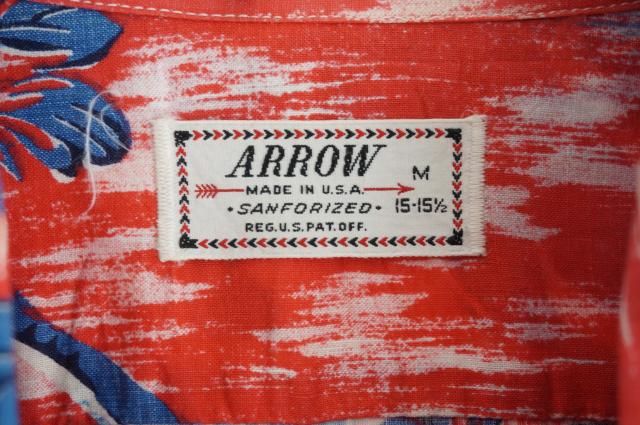 ARROW
M
MADE IN U.S.A.
• SANFORIZED • 15-15½
REG. U.S. PAT. OFF.